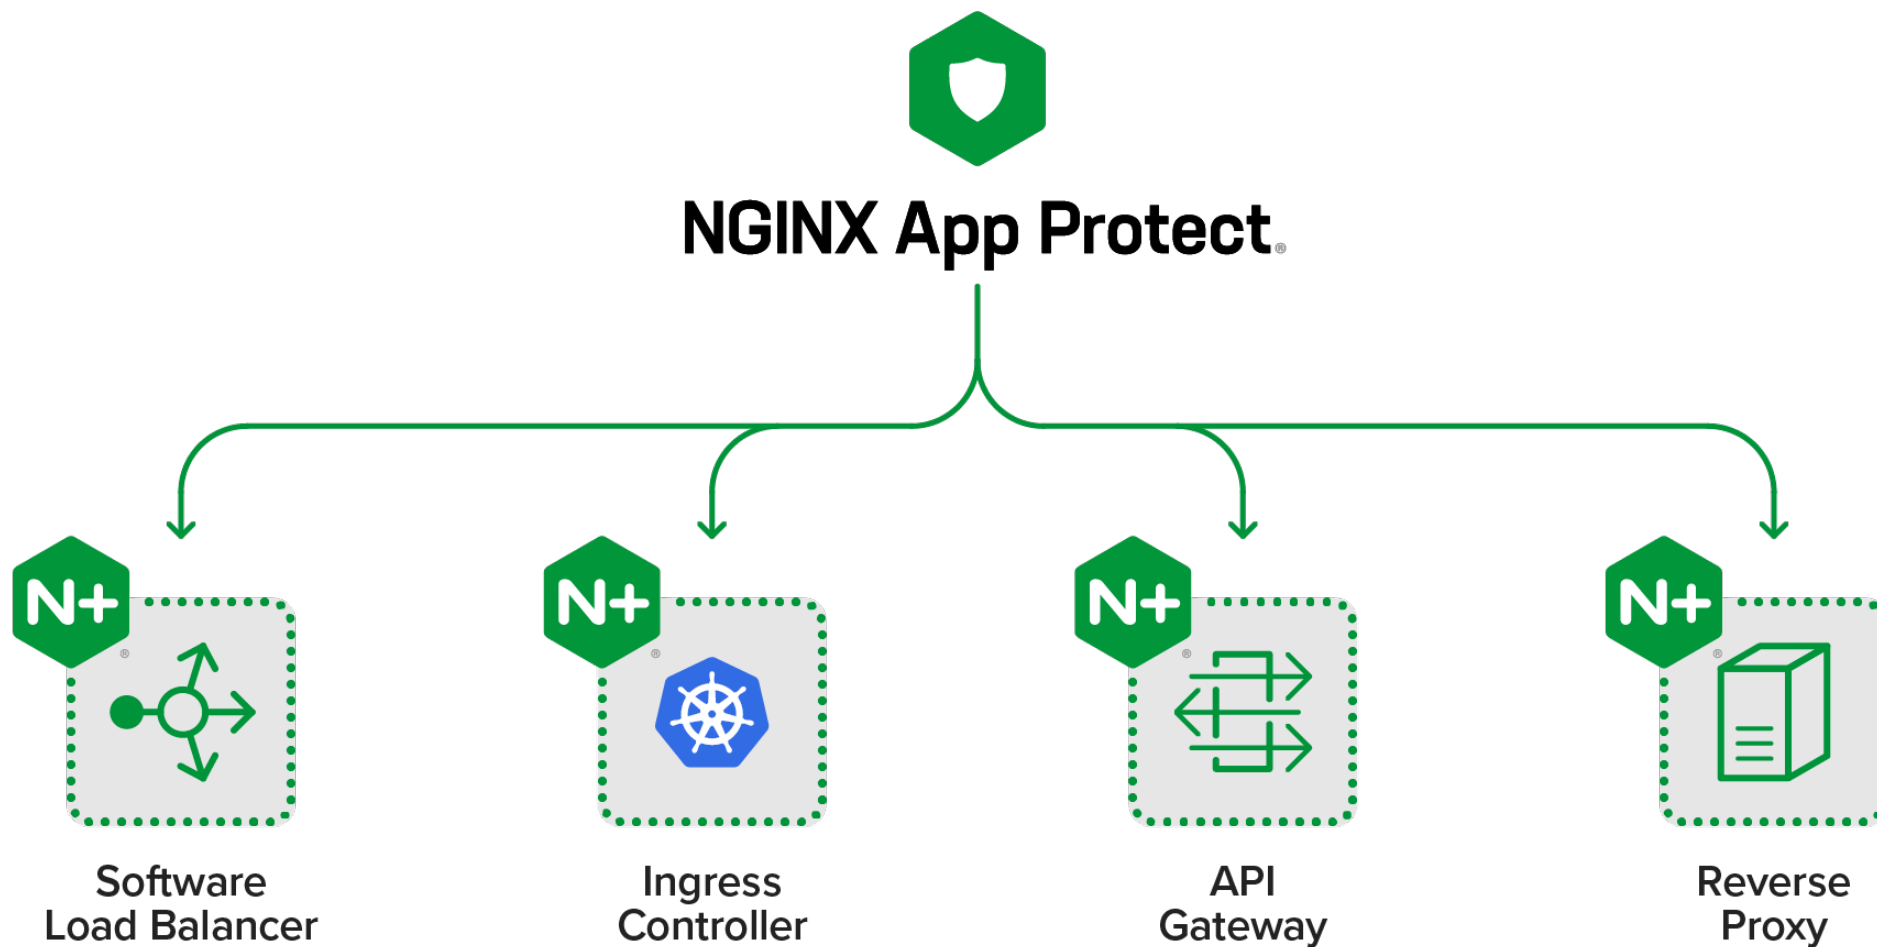 NGINX App Protect®
N+®
N+®
N+®
N+®
Software
Load Balancer
Ingress
Controller
API
Gateway
Reverse
Proxy